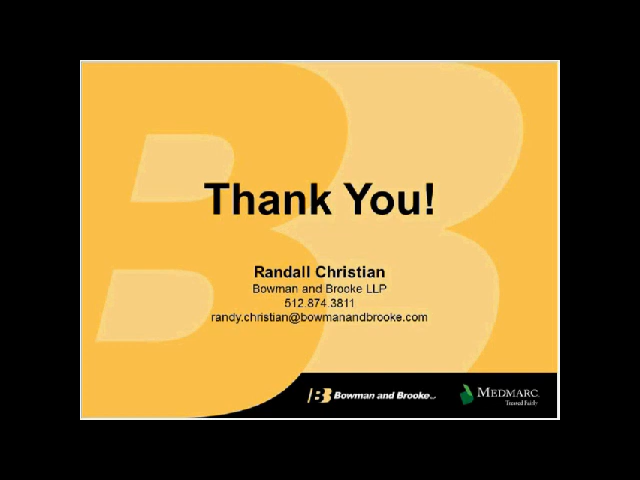 Thank You!
Randall Christian
Bowman and Brooke LLP
512.874.3811
randy.christian@bowmanandbrooke.com
Bowman and Brooke LLP
MEDMARC